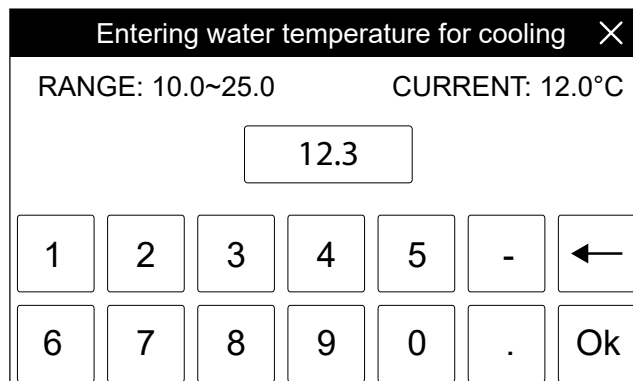 Entering water temperature for cooling ×
RANGE: 10.0~25.0 CURRENT: 12.0°C
12.3
1 2 3 4 5 - ←
6 7 8 9 0 . Ok